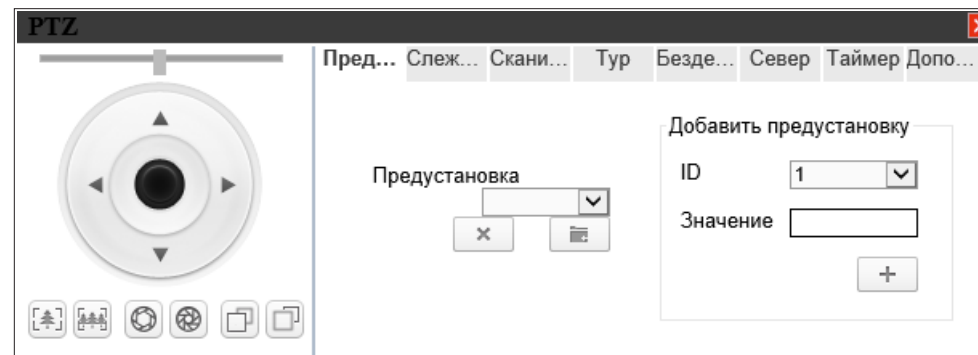 PTZ
Пред... Слеж... Скани... Тур Безде... Север Таймер Допо...
Добавить предустановку
Предустановка
ID 1
Значение